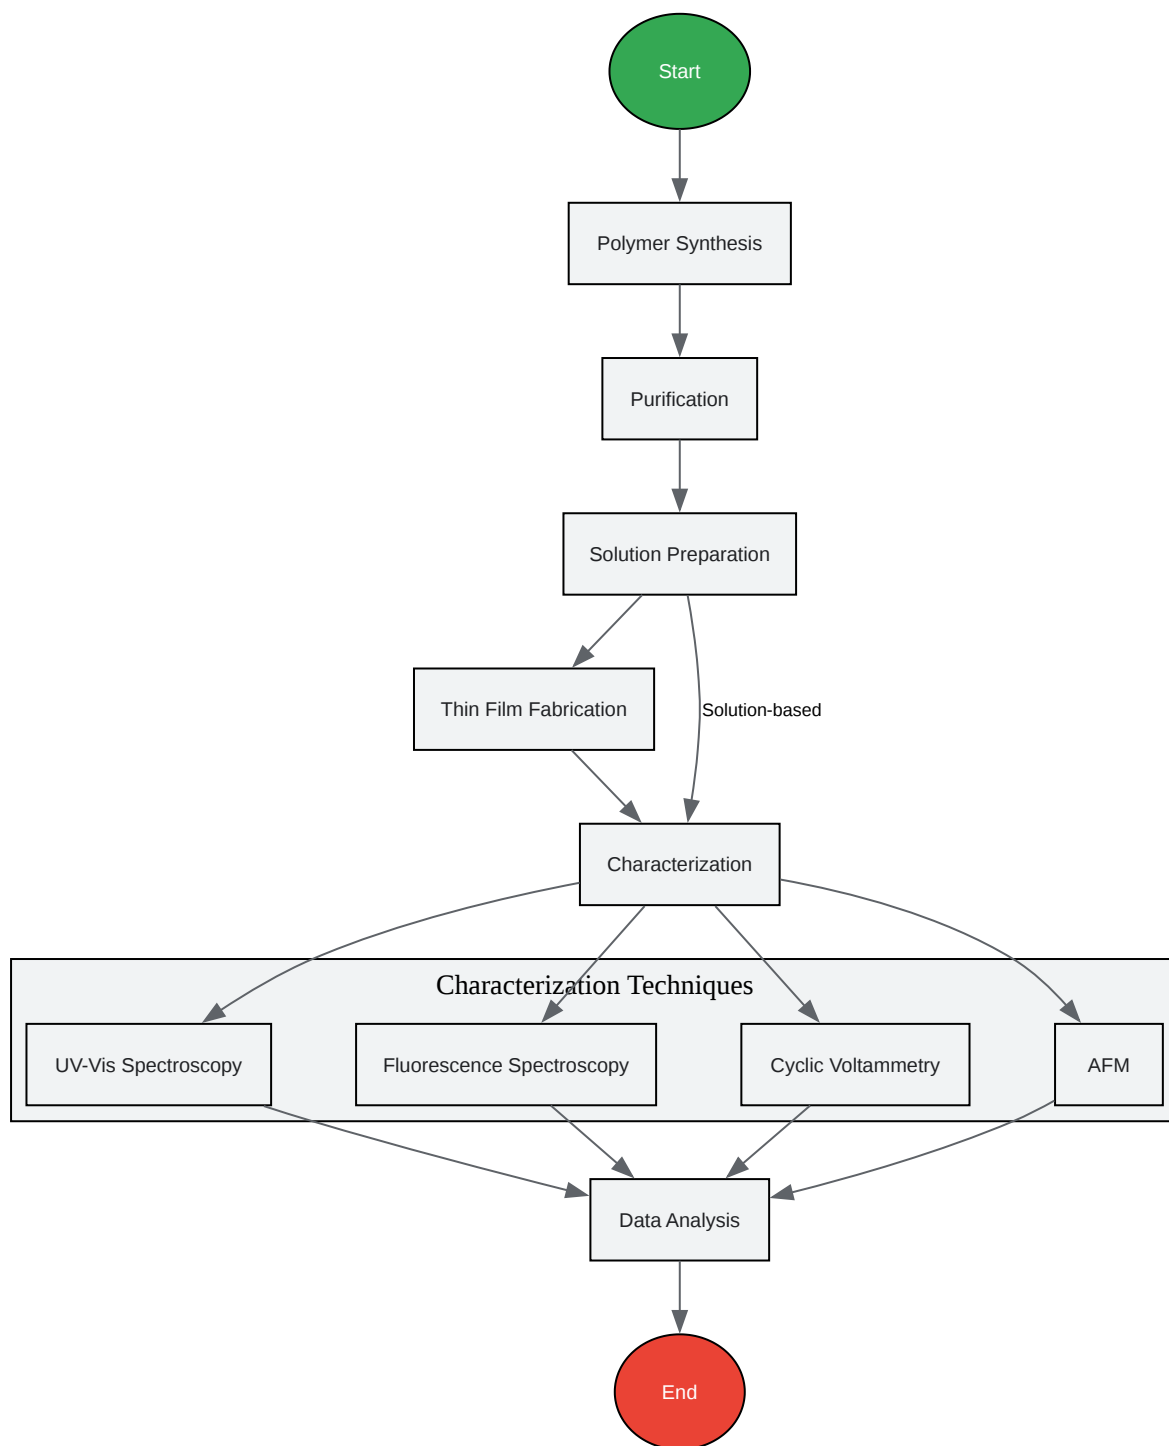 Start
Polymer Synthesis
Purification
Solution Preparation
Thin Film Fabrication
Solution-based
Characterization
Characterization Techniques
UV-Vis Spectroscopy
Fluorescence Spectroscopy
Cyclic Voltammetry
AFM
Data Analysis
End